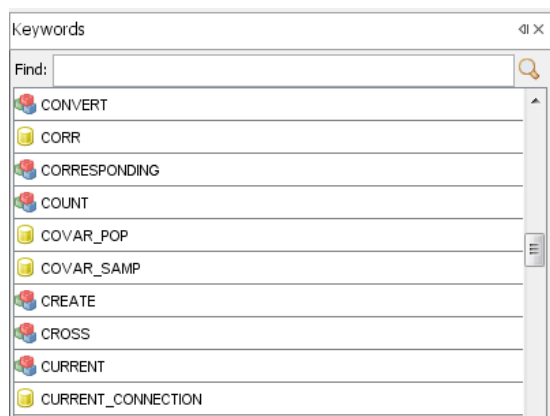 Keywords
Find:
CONVERT
CORR
CORRESPONDING
COUNT
COVAR_POP
COVAR_SAMP
CREATE
CROSS
CURRENT
CURRENT_CONNECTION